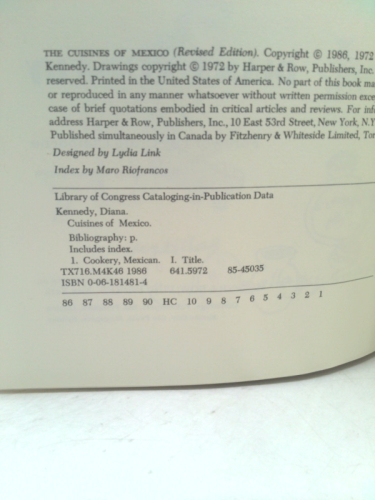 THE CUISINES OF MEXICO (Revised Edition). Copyright © 1986, 1972
Kennedy. Drawings copyright © 1972 by Harper & Row, Publishers, Inc.
reserved. Printed in the United States of America. No part of this book
or reproduced in any manner whatsoever without written permission
case of brief quotations embodied in critical articles and reviews. For
address Harper & Row, Publishers, Inc., 10 East 53rd Street, New York, N.Y
Published simultaneously in Canada by Fitzhenry & Whiteside Limited,
Designed by Lydia Link
Index by Maro Riofrancos
Library of Congress Cataloging-in-Publication Data
Kennedy, Diana.
Cuisines of Mexico.
Bibliography: p.
Includes index.
1. Cookery, Mexican. I. Title.
TX716.M4K46 1986 641.5972 85-45035
ISBN 0-06-181481-4
86 87 88 89 90 HC 10 9 8 7 6 5 4 3 2 1